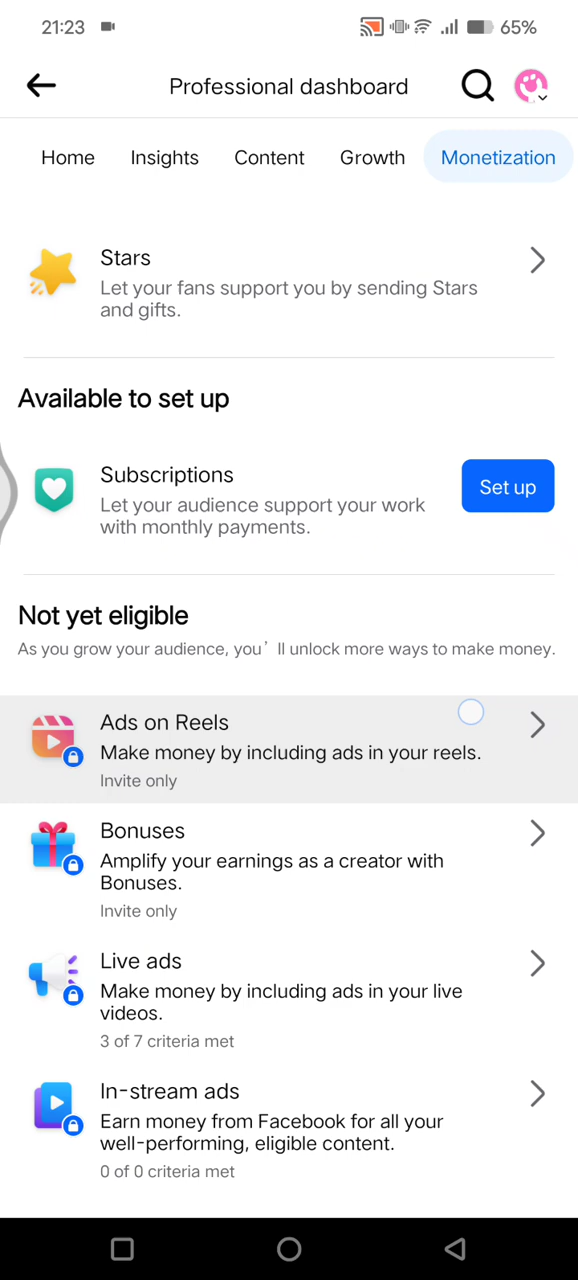 21:23
65%
Professional dashboard
Home Insights Content Growth Monetization
Stars
Let your fans support you by sending Stars
and gifts.
Available to set up
Subscriptions
Let your audience support your work
with monthly payments.
Set up
Not yet eligible
As you grow your audience, you’ ll unlock more ways to make money.
Ads on Reels
Make money by including ads in your reels.
Invite only
Bonuses
Amplify your earnings as a creator with
Bonuses.
Invite only
Live ads
Make money by including ads in your live
videos.
3 of 7 criteria met
In-stream ads
Earn money from Facebook for all your
well-performing, eligible content.
0 of 0 criteria met